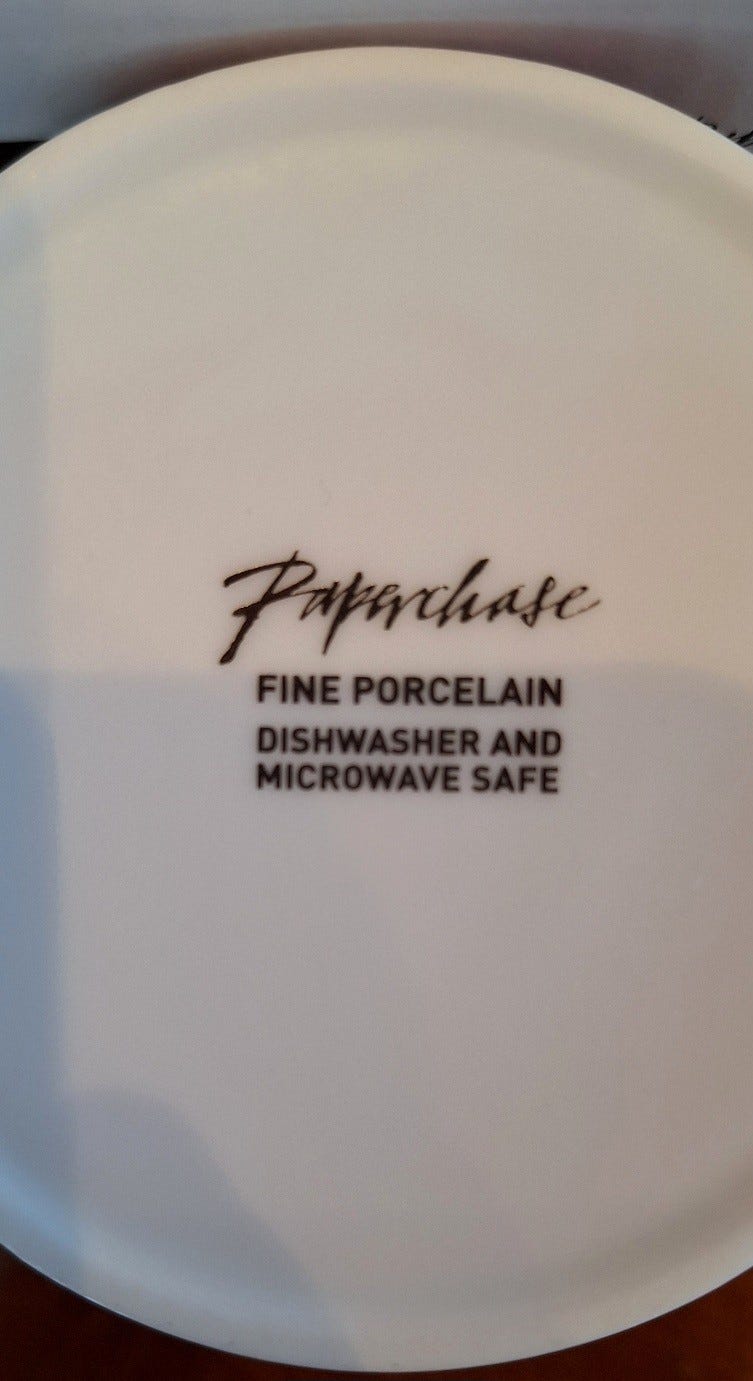 Paperchase
FINE PORCELAIN
DISHWASHER AND
MICROWAVE SAFE